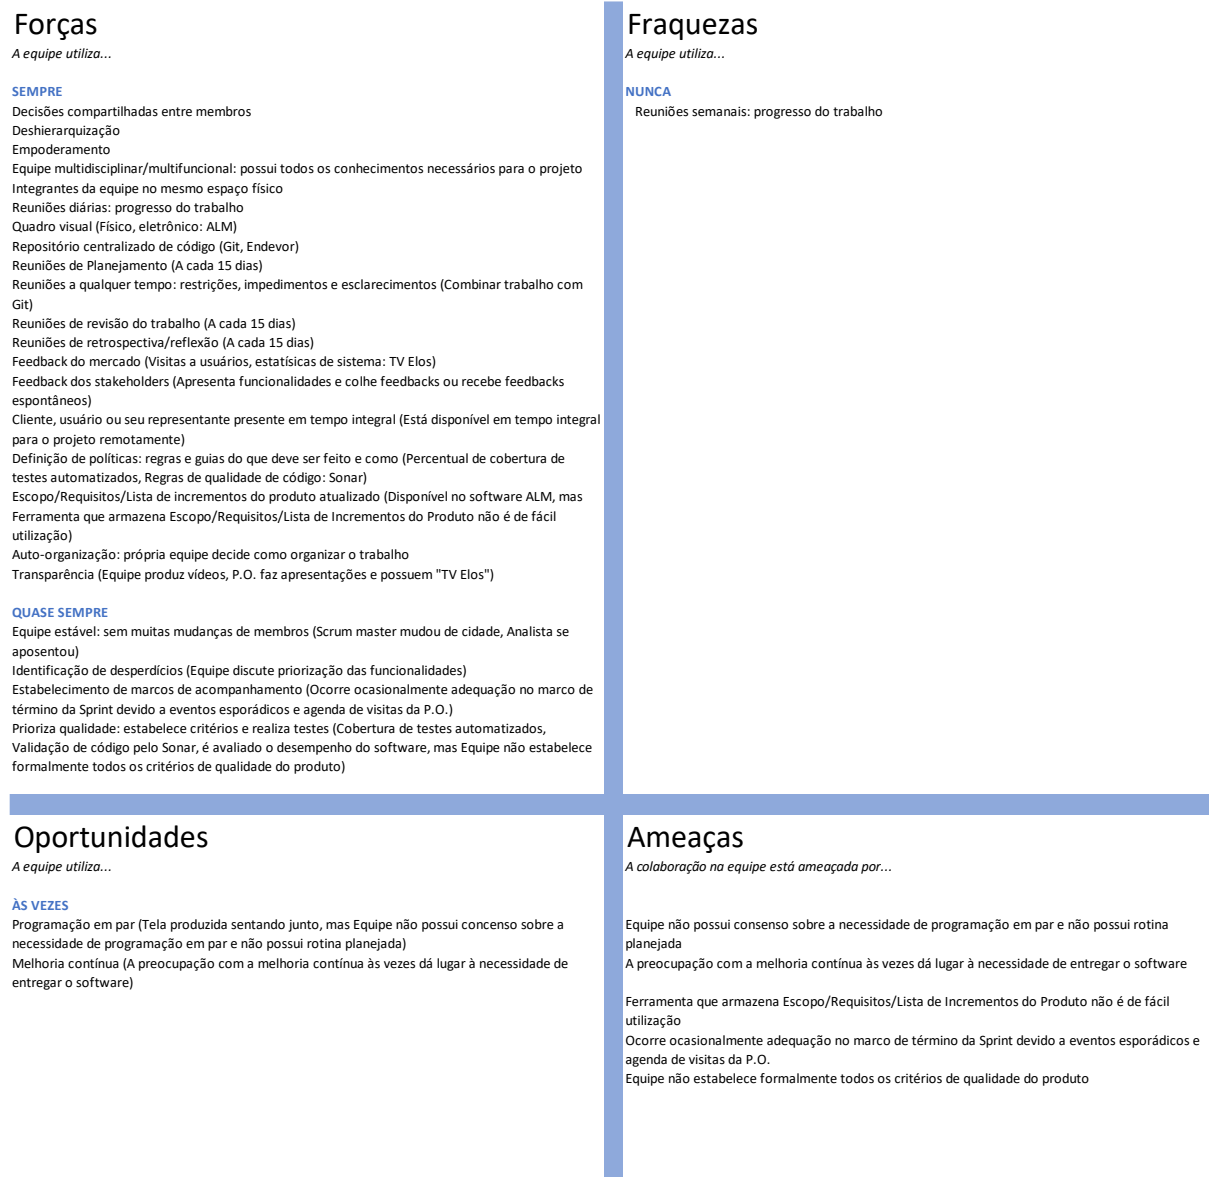 Forças
A equipe utiliza...
SEMPRE
Decisões compartilhadas entre membros
Deshierarquização
Empoderamento
Equipe multidisciplinar/multifuncional: possui todos os conhecimentos necessários para o projeto
Integrantes da equipe no mesmo espaço físico
Reuniões diárias: progresso do trabalho
Quadro visual (Físico, eletrônico: ALM)
Repositório centralizado de código (Git, Endevor)
Reuniões de Planejamento (A cada 15 dias)
Reuniões a qualquer tempo: restrições, impedimentos e esclarecimentos (Combinar trabalho com
Git)
Reuniões de revisão do trabalho (A cada 15 dias)
Reuniões de retrospectiva/reflexão (A cada 15 dias)
Feedback do mercado (Visitas a usuários, estatísicas de sistema: TV Elos)
Feedback dos stakeholders (Apresenta funcionalidades e colhe feedbacks ou recebe feedbacks
espontâneos)
Cliente, usuário ou seu representante presente em tempo integral (Está disponível em tempo integral
para o projeto remotamente)
Definição de políticas: regras e guias do que deve ser feito e como (Percentual de cobertura de
testes automatizados, Regras de qualidade de código: Sonar)
Escopo/Requisitos/Lista de incrementos do produto atualizado (Disponível no software ALM, mas
Ferramenta que armazena Escopo/Requisitos/Lista de Incrementos do Produto não é de fácil
utilização)
Auto-organização: própria equipe decide como organizar o trabalho
Transparência (Equipe produz vídeos, P.O. faz apresentações e possuem "TV Elos")
QUASE SEMPRE
Equipe estável: sem muitas mudanças de membros (Scrum master mudou de cidade, Analista se
aposentou)
Identificação de desperdícios (Equipe discute priorização das funcionalidades)
Estabelecimento de marcos de acompanhamento (Ocorre ocasionalmente adequação no marco de
término da Sprint devido a eventos esporádicos e agenda de visitas da P.O.)
Prioriza qualidade: estabelece critérios e realiza testes (Cobertura de testes automatizados,
Validação de código pelo Sonar, é avaliado o desempenho do software, mas Equipe não estabelece
formalmente todos os critérios de qualidade do produto)
Fraquezas
A equipe utiliza...
NUNCA
Reuniões semanais: progresso do trabalho
Oportunidades
A equipe utiliza...
ÀS VEZES
Programação em par (Tela produzida sentando junto, mas Equipe não possui concenso sobre a
necessidade de programação em par e não possui rotina planejada)
Melhoria contínua (A preocupação com a melhoria contínua às vezes dá lugar à necessidade de
entregar o software)
Ameaças
A colaboração na equipe está ameaçada por...
Equipe não possui consenso sobre a necessidade de programação em par e não possui rotina
planejada
A preocupação com a melhoria contínua às vezes dá lugar à necessidade de entregar o software
Ferramenta que armazena Escopo/Requisitos/Lista de Incrementos do Produto não é de fácil
utilização
Ocorre ocasionalmente adequação no marco de término da Sprint devido a eventos esporádicos e
agenda de visitas da P.O.
Equipe não estabelece formalmente todos os critérios de qualidade do produto